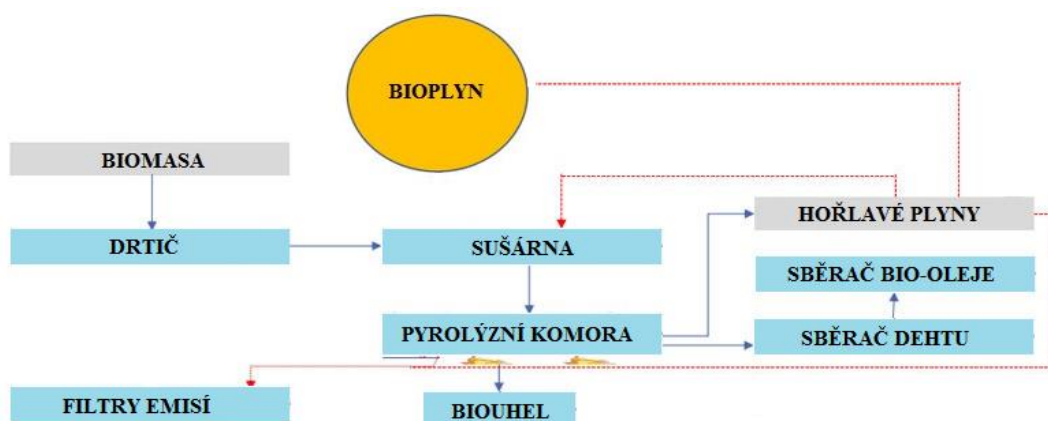 BIOPLYN
BIOMASA
HOŘLAVÉ PLYNY
DRTIČ
SUŠÁRNA
SBĚRAČ BIO-OLEJE
PYROLÝZNÍ KOMORA
SBĚRAČ DEHTU
FILTRY EMISÍ
BIOUHEL